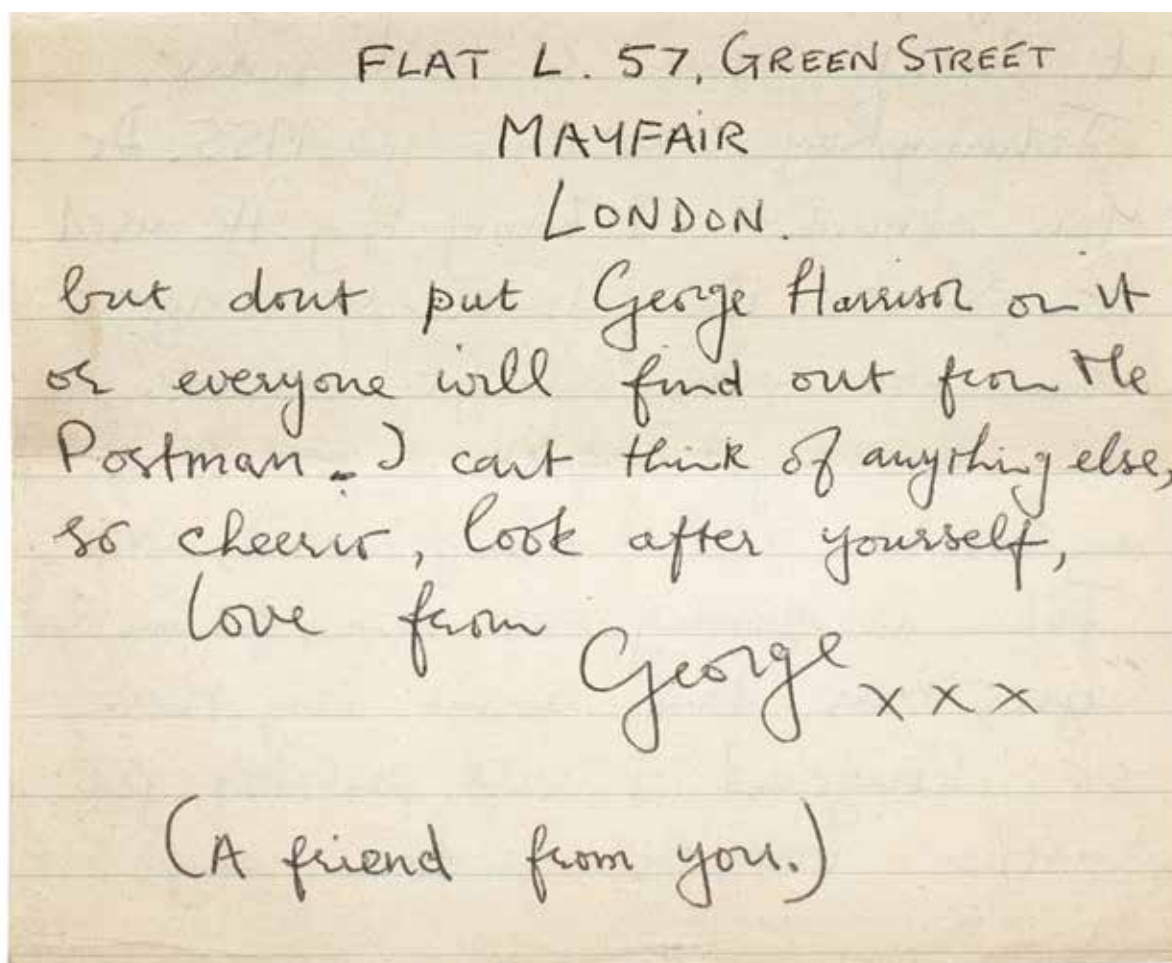 FLAT L. 57, GREEN STREET
MAYFAIR
LONDON.
but dont put George Harrison on it
or everyone will find out from the
Postman. I cant think of anything else,
so cheerio, look after yourself,
love from
George xxx
(A friend from you.)